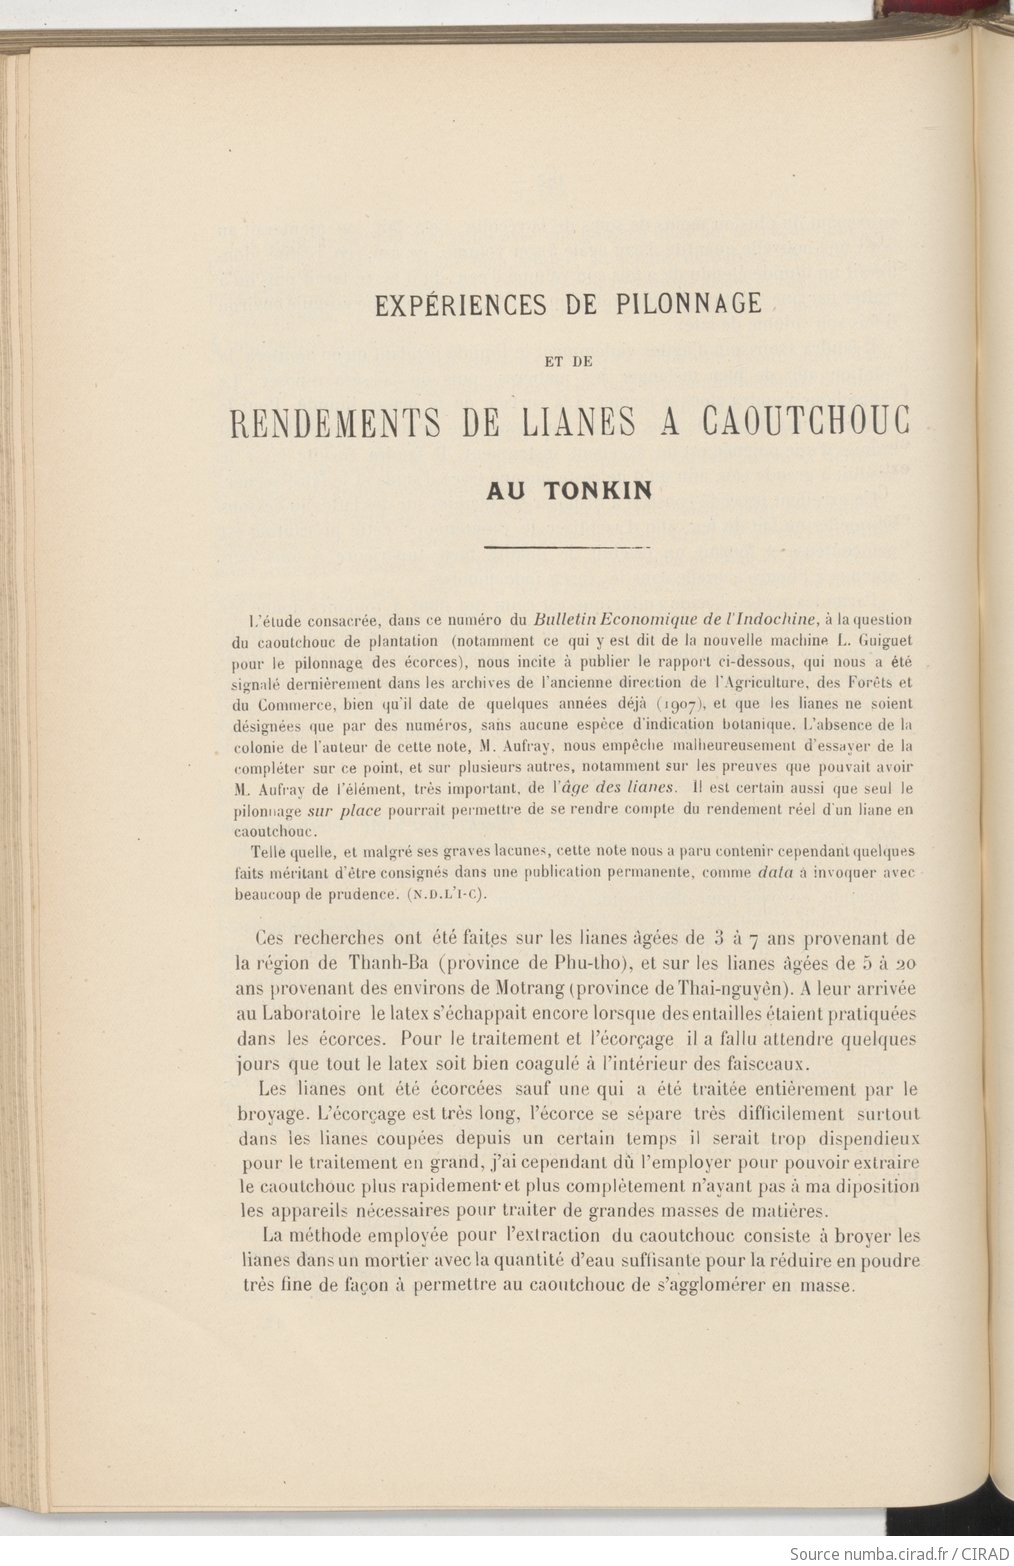 EXPÉRIENCES DE PILONNAGE
ET DE
RENDEMENTS DE LIANES A CAOUTCHOUC
AU TONKIN
L'étude consacrée, dans ce numéro du Bulletin Economique de l'Indochine, à la question
du caoutchouc de plantation (notamment ce qui y est dit de la nouvelle machine L. Guiguet
pour le pilonnage des écorces), nous incite à publier le rapport ci-dessous, qui nous a été
signalé dernièrement dans les archives de l'ancienne direction de l'Agriculture, des Forêts et
du Commerce, bien qu'il date de quelques années déjà (1907), et que les lianes ne soient
désignées que par des numéros, sans aucune espèce d'indication botanique. L'absence de la
colonie de l'auteur de cette note, M. Aufray, nous empêche malheureusement d'essayer de la
compléter sur ce point, et sur plusieurs autres, notamment sur les preuves que pouvait avoir
M. Aufray de l'élément, très important, de l'âge des lianes. Il est certain aussi que seul le
pilonnage sur place pourrait permettre de se rendre compte du rendement réel d'un liane en
caoutchouc.
Telle quelle, et malgré ses graves lacunes, cette note nous a paru contenir cependant quelques
faits méritant d'être consignés dans une publication permanente, comme data à invoquer avec
beaucoup de prudence. (N.D.L'I-C).
Ces recherches ont été faites sur les lianes âgées de 3 à 7 ans provenant de
la région de Thanh-Ba (province de Phu-tho), et sur les lianes âgées de 5 à 20
ans provenant des environs de Motrang (province de Thai-nguyên). A leur arrivée
au Laboratoire le latex s'échappait encore lorsque des entailles étaient pratiquées
dans les écorces. Pour le traitement et l'écorçage il a fallu attendre quelques
jours que tout le latex soit bien coagulé à l'intérieur des faisceaux.
Les lianes ont été écorcées sauf une qui a été traitée entièrement par le
broyage. L'écorçage est très long, l'écorce se sépare très difficilement surtout
dans les lianes coupées depuis un certain temps il serait trop dispendieux
pour le traitement en grand, j'ai cependant dû l'employer pour pouvoir extraire
le caoutchouc plus rapidement et plus complètement n'ayant pas à ma diposition
les appareils nécessaires pour traiter de grandes masses de matières.
La méthode employée pour l'extraction du caoutchouc consiste à broyer les
lianes dans un mortier avec la quantité d'eau suffisante pour la réduire en poudre
très fine de façon à permettre au caoutchouc de s'agglomérer en masse.
Source numba.cirad.fr / CIRAD